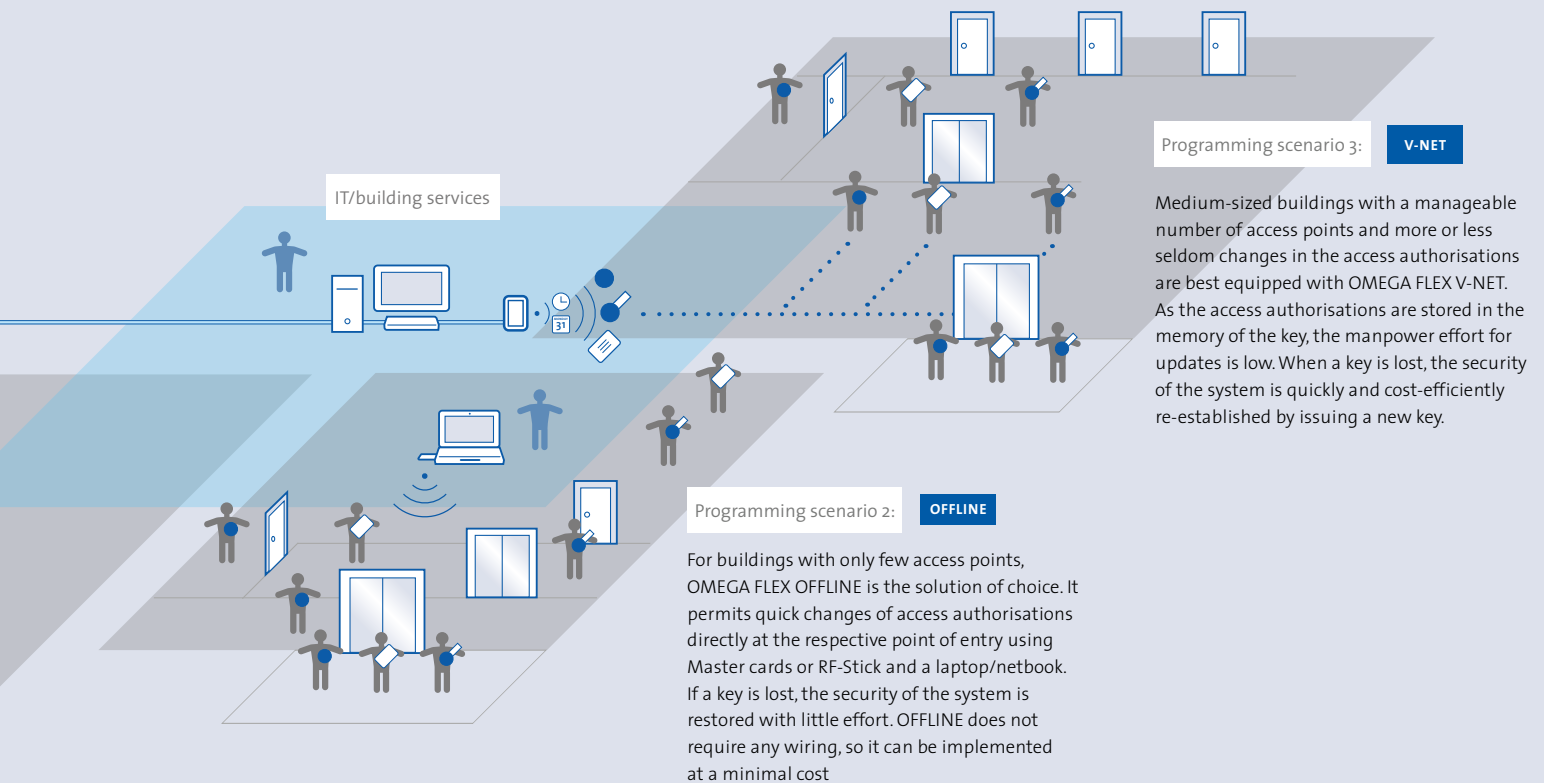 IT/building services
31
Programming scenario 3:
V-NET
Medium-sized buildings with a manageable
number of access points and more or less
seldom changes in the access authorisations
are best equipped with OMEGA FLEX V-NET.
As the access authorisations are stored in the
memory of the key, the manpower effort for
updates is low. When a key is lost, the security
of the system is quickly and cost-efficiently
re-established by issuing a new key.
Programming scenario 2:
OFFLINE
For buildings with only few access points,
OMEGA FLEX OFFLINE is the solution of choice. It
permits quick changes of access authorisations
directly at the respective point of entry using
Master cards or RF-Stick and a laptop/netbook.
If a key is lost, the security of the system is
restored with little effort. OFFLINE does not
require any wiring, so it can be implemented
at a minimal cost